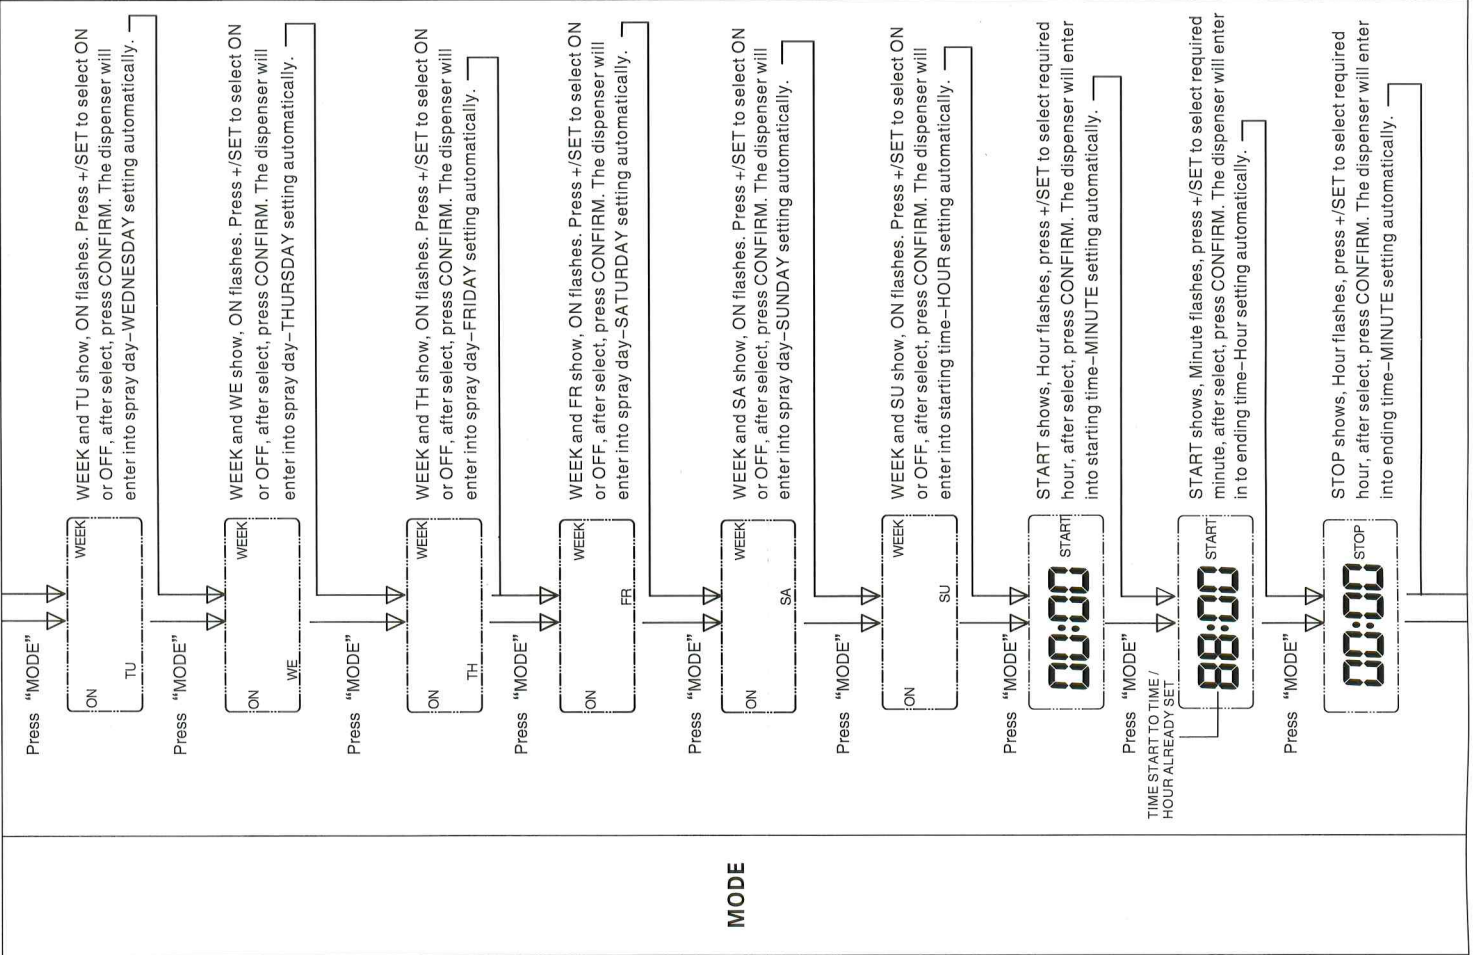 MODE
Press "MODE"
ON
TU
WEEK
WEEK and TU show, ON flashes. Press +/SET to select ON
or OFF, after select, press CONFIRM. The dispenser will
enter into spray day–WEDNESDAY setting automatically.
Press "MODE"
ON
WE
WEEK
WEEK and WE show, ON flashes. Press +/SET to select ON
or OFF, after select, press CONFIRM. The dispenser will
enter into spray day–THURSDAY setting automatically.
Press "MODE"
ON
TH
WEEK
WEEK and TH show, ON flashes. Press +/SET to select ON
or OFF, after select, press CONFIRM. The dispenser will
enter into spray day–FRIDAY setting automatically.
Press "MODE"
ON
FR
WEEK
WEEK and FR show, ON flashes. Press +/SET to select ON
or OFF, after select, press CONFIRM. The dispenser will
enter into spray day–SATURDAY setting automatically.
Press "MODE"
ON
SA
WEEK
WEEK and SA show, ON flashes. Press +/SET to select ON
or OFF, after select, press CONFIRM. The dispenser will
enter into spray day–SUNDAY setting automatically.
Press "MODE"
ON
SU
WEEK
WEEK and SU show, ON flashes. Press +/SET to select ON
or OFF, after select, press CONFIRM. The dispenser will
enter into starting time–HOUR setting automatically.
Press "MODE"
00:00 START
START shows, Hour flashes, press +/SET to select required
hour, after select, press CONFIRM. The dispenser will enter
into starting time–MINUTE setting automatically.
Press "MODE"
TIME START TO TIME /
HOUR ALREADY SET
88:00 START
START shows, Minute flashes, press +/SET to select required
minute, after select, press CONFIRM. The dispenser will enter
in to ending time–Hour setting automatically.
Press "MODE"
00:00 STOP
STOP shows, Hour flashes, press +/SET to select required
hour, after select, press CONFIRM. The dispenser will enter
into ending time–MINUTE setting automatically.